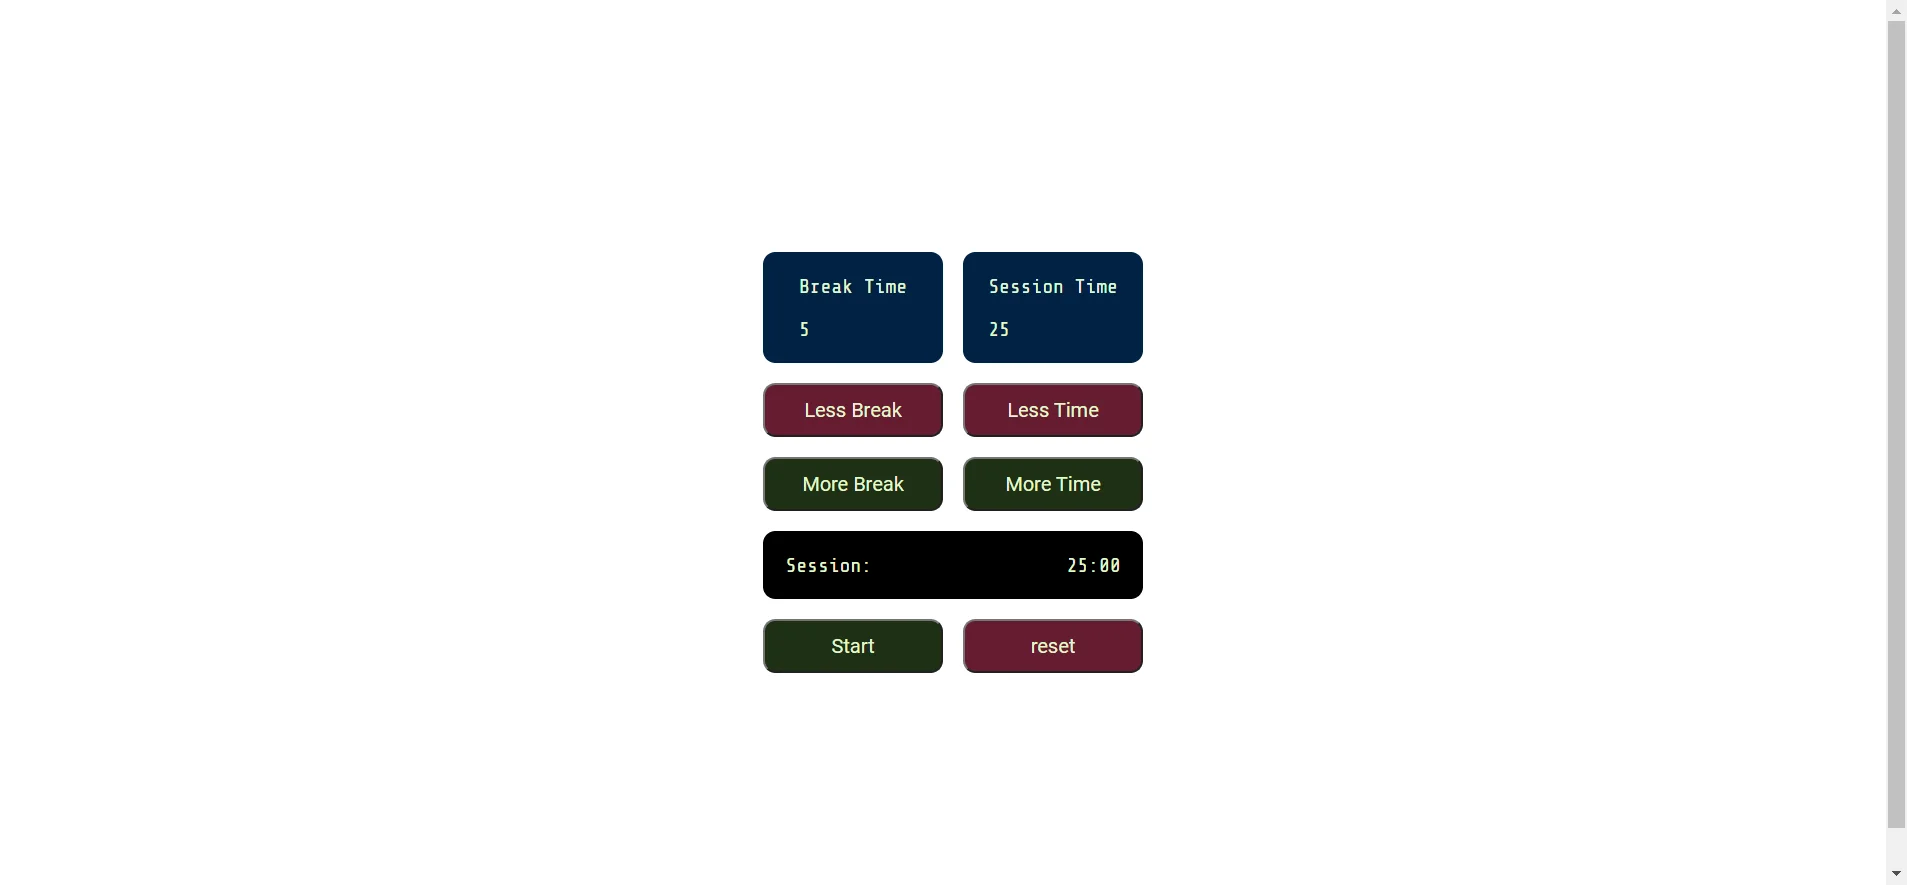 Break Time
5
Session Time
25
Less Break
Less Time
More Break
More Time
Session: 25:00
Start
reset